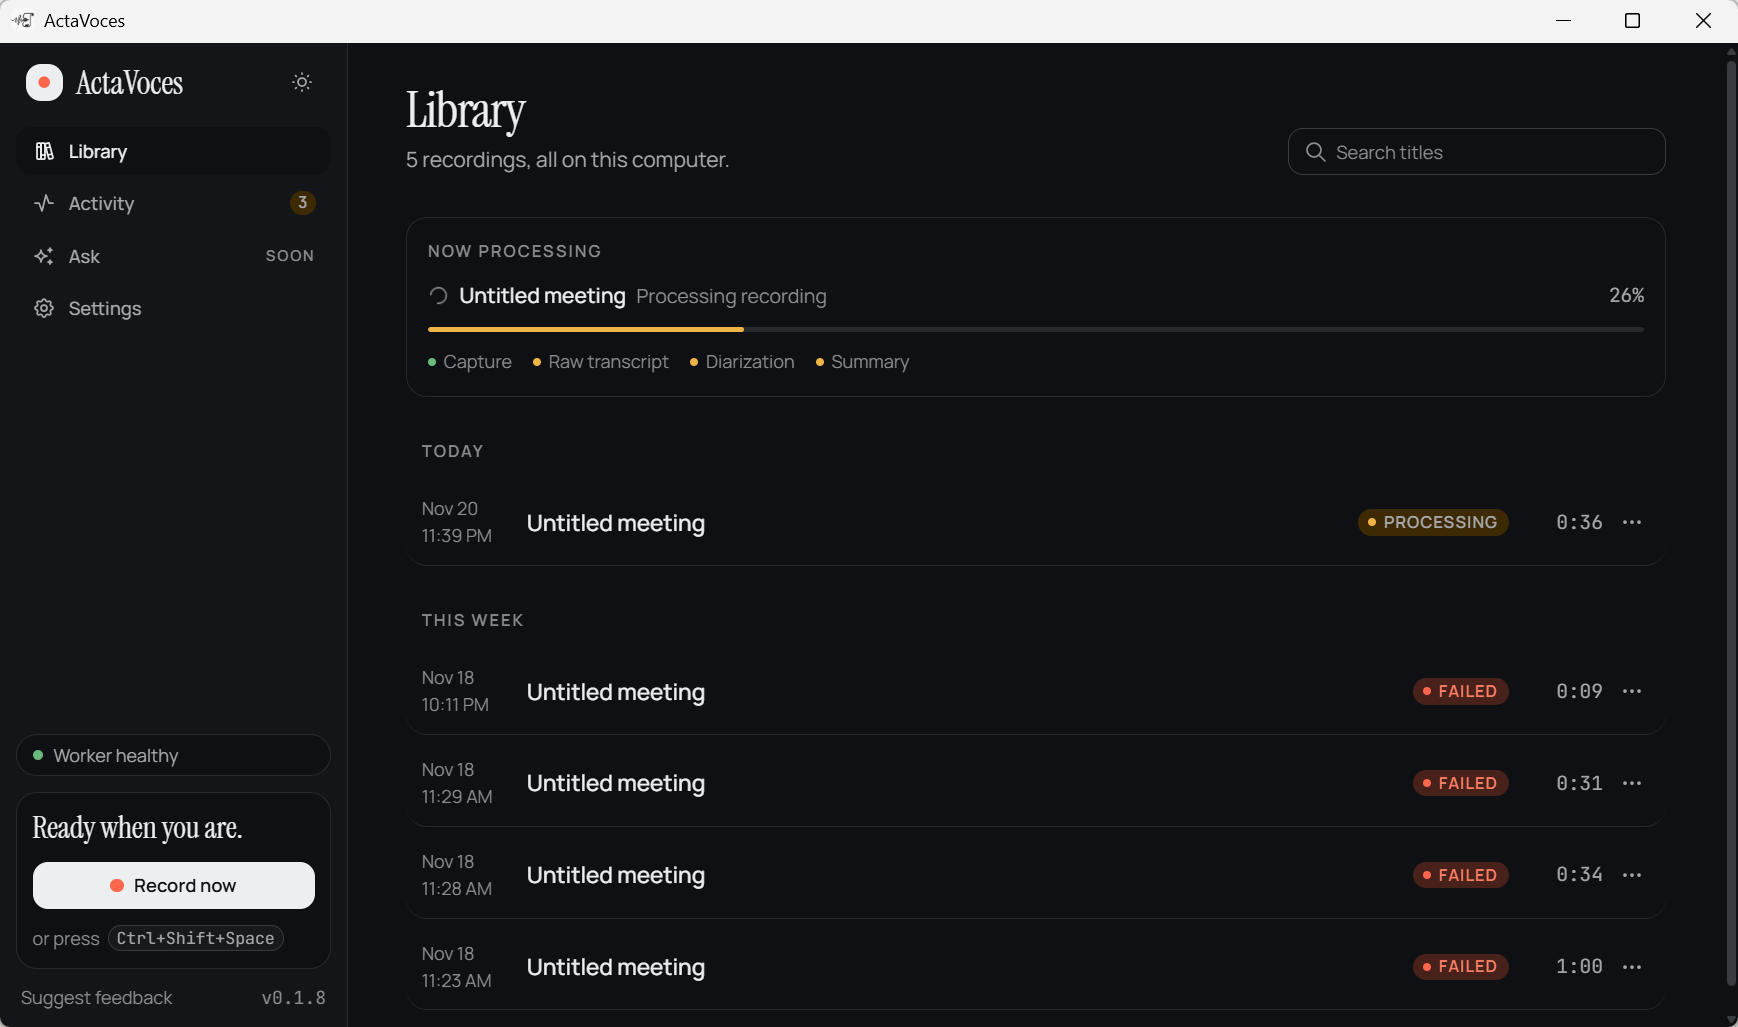 ActaVoces
ActaVoces
Library
Activity 3
Ask SOON
Settings
Worker healthy
Ready when you are.
Record now
or press Ctrl+Shift+Space
Suggest feedback v0.1.8
Library
5 recordings, all on this computer.
Search titles
NOW PROCESSING
Untitled meeting Processing recording 26%
Capture Raw transcript Diarization Summary
TODAY
Nov 20
11:39 PM
Untitled meeting PROCESSING 0:36
THIS WEEK
Nov 18
10:11 PM
Untitled meeting FAILED 0:09
Nov 18
11:29 AM
Untitled meeting FAILED 0:31
Nov 18
11:28 AM
Untitled meeting FAILED 0:34
Nov 18
11:23 AM
Untitled meeting FAILED 1:00